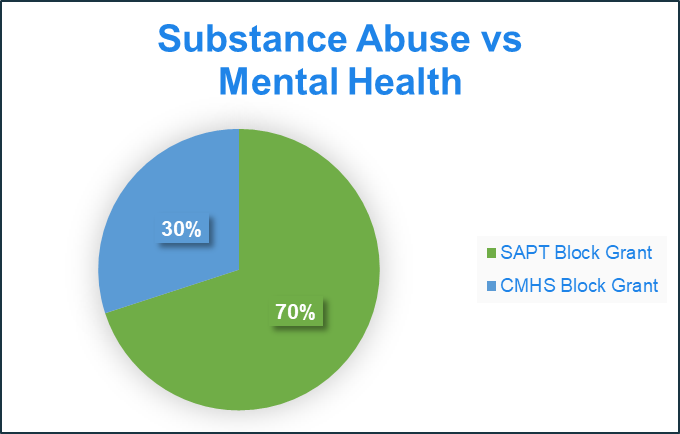 Substance Abuse vs
Mental Health
30%
70%
SAPT Block Grant
CMHS Block Grant